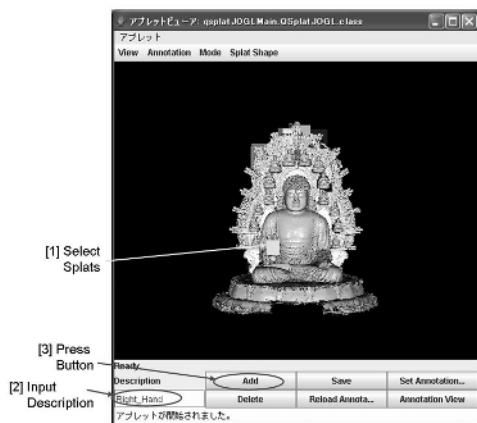 アプレットビューア: qsplatJOGLMain.QSplatJOGL.class
アプレット
View Annotation Mode Splat Shape
[1] Select
Splats
[3] Press
Button
Ready
[2] Input
Description
Description Add Save Set Annotation...
Right_Hand Delete Reload Annota... Annotation View
アプレットが開始されました。